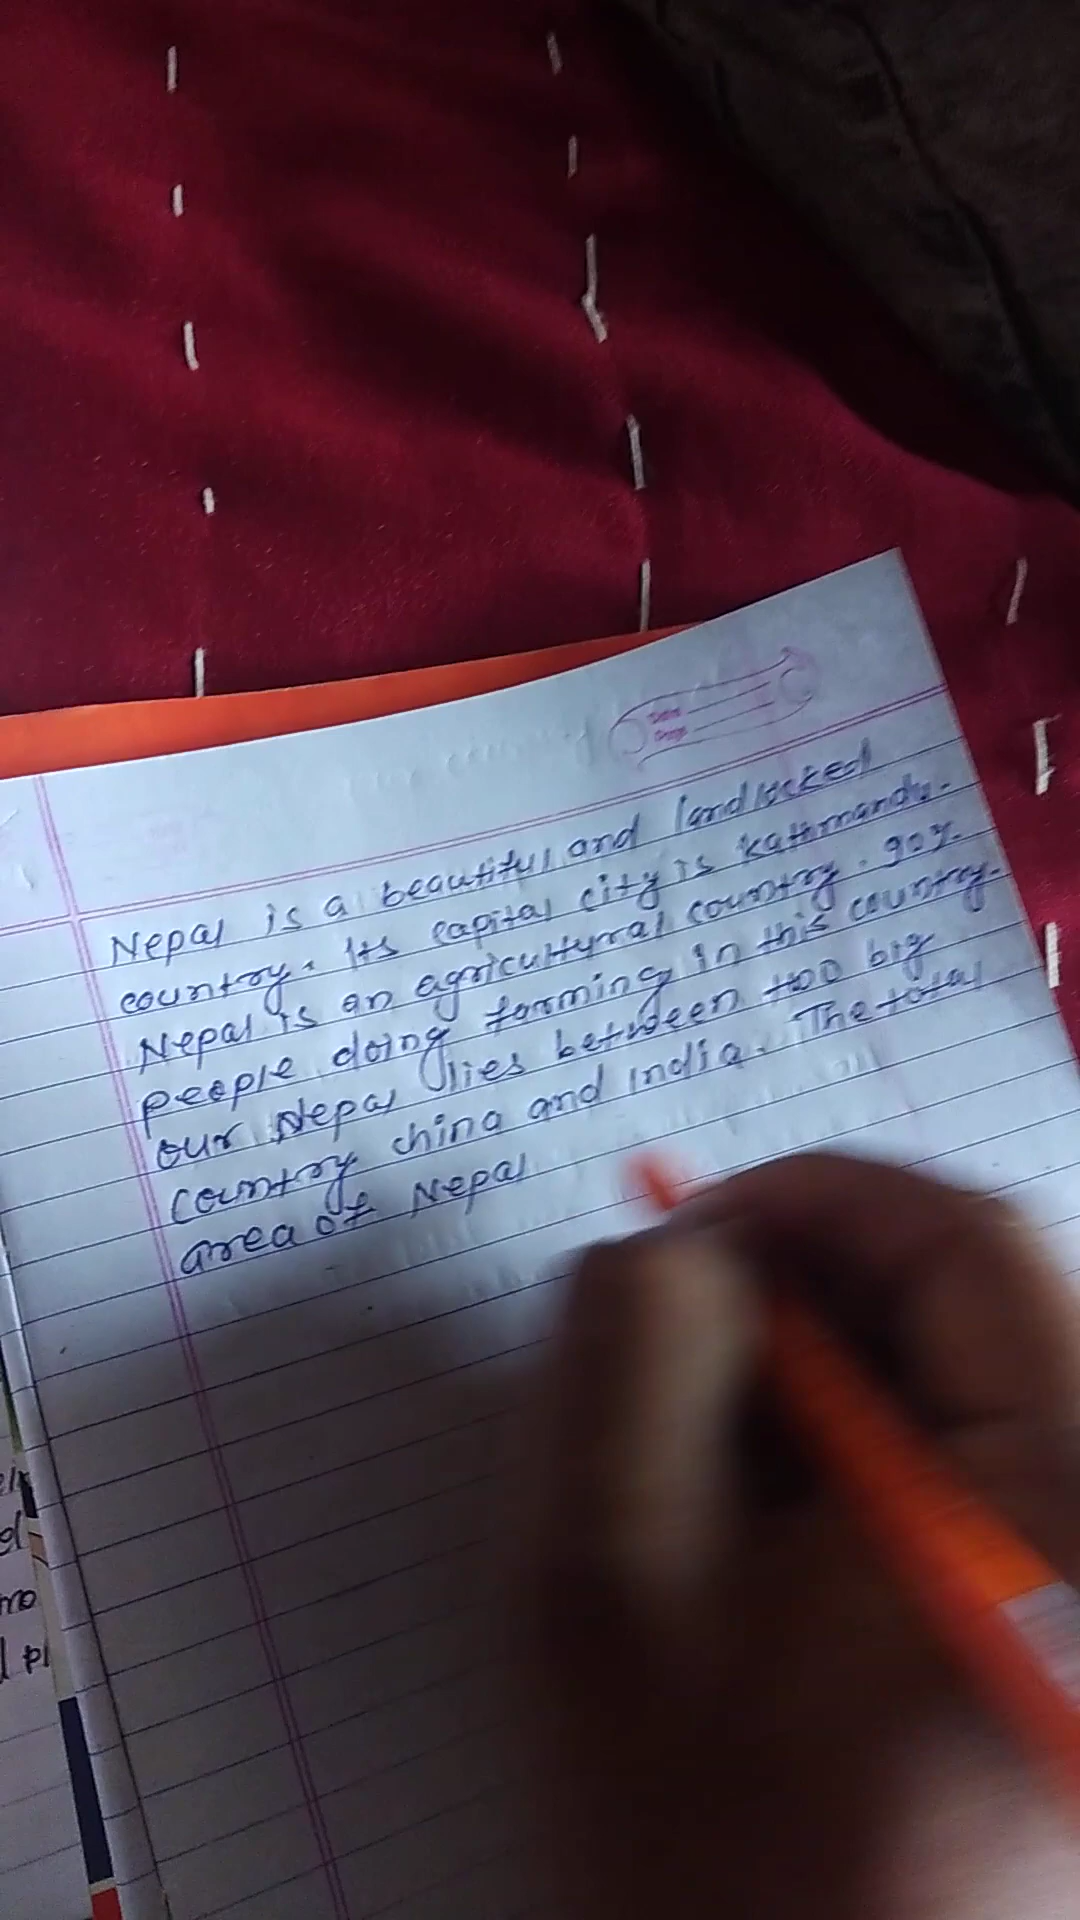 Date
Page
Nepal is a beautiful and landlocked
country. Its capital city is kathmandu.
Nepal is an agricultural country. 90%
people doing farming in this country.
our Nepal lies between two big
country china and India. The total
area of Nepal